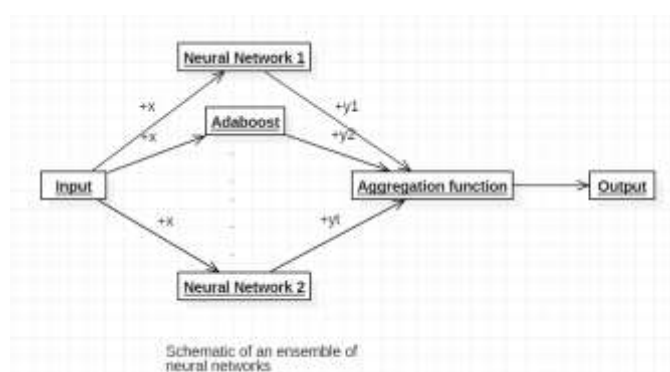 Neural Network 1
+x
+y1
Adaboost
+x
+y2
Input
Aggregation function
Output
+x
+yt
Neural Network 2
Schematic of an ensemble of
neural networks